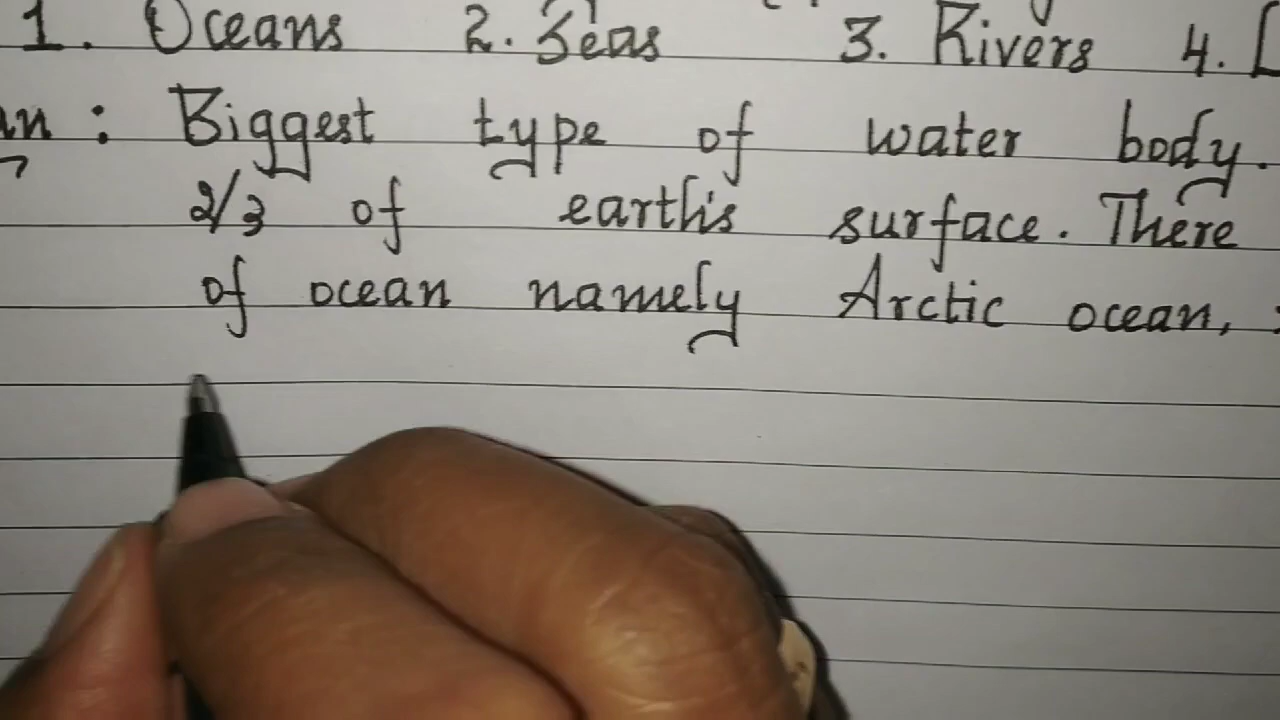 1. Oceans 2. Seas 3. Rivers 4.
: Biggest type of water body.
2/3 of earth's surface. There
of ocean namely Arctic ocean,